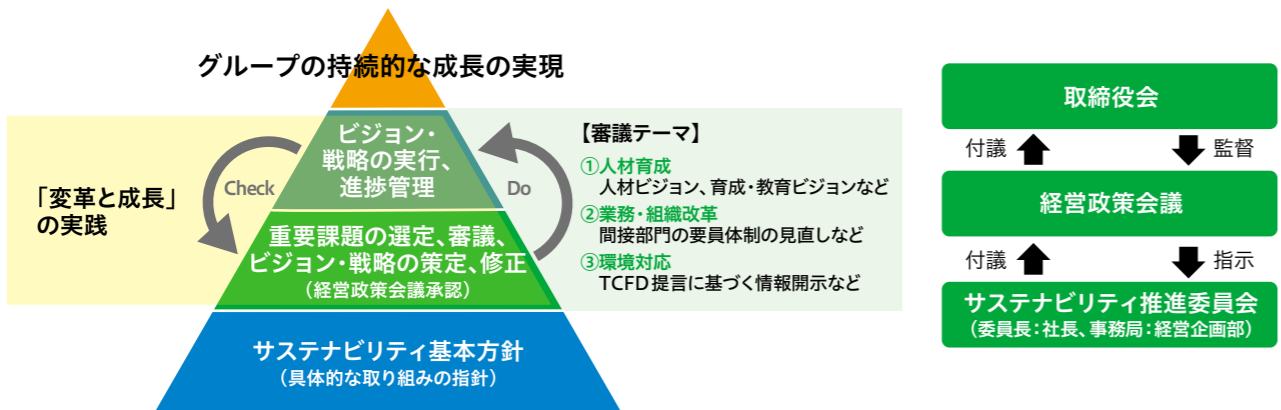 グループの持続的な成長の実現
「変革と成長」
の実践
Check
ビジョン・
戦略の実行、
進捗管理
Do
重要課題の選定、審議、
ビジョン・戦略の策定、修正
（経営政策会議承認）
サステナビリティ基本方針
（具体的な取り組みの指針）
【審議テーマ】
①人材育成
人材ビジョン、育成・教育ビジョンなど
②業務・組織改革
間接部門の要員体制の見直しなど
③環境対応
TCFD提言に基づく情報開示など
取締役会
付議 監督
経営政策会議
付議 指示
サステナビリティ推進委員会
（委員長：社長、事務局：経営企画部）